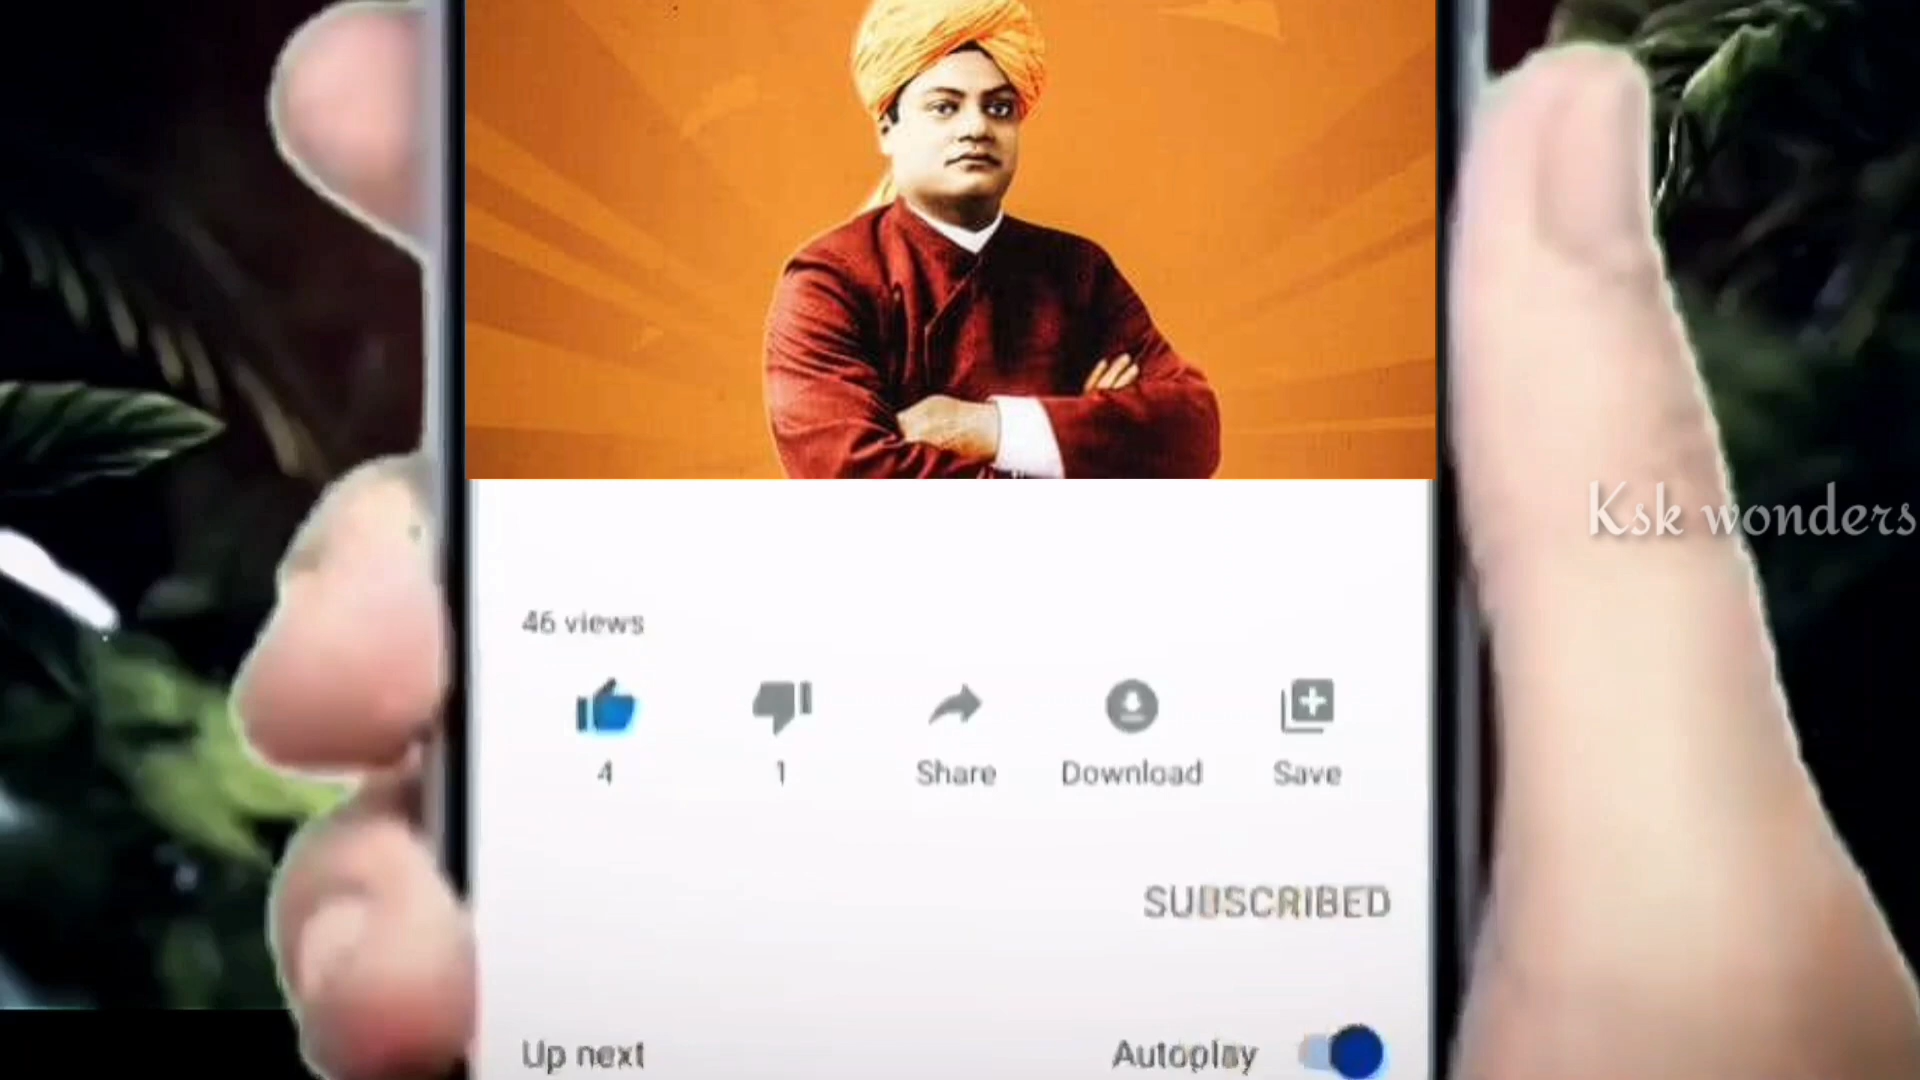 Ksk wonders
46 views
4
1
Share
Download
Save
SUBSCRIBED
Up next
Autoplay